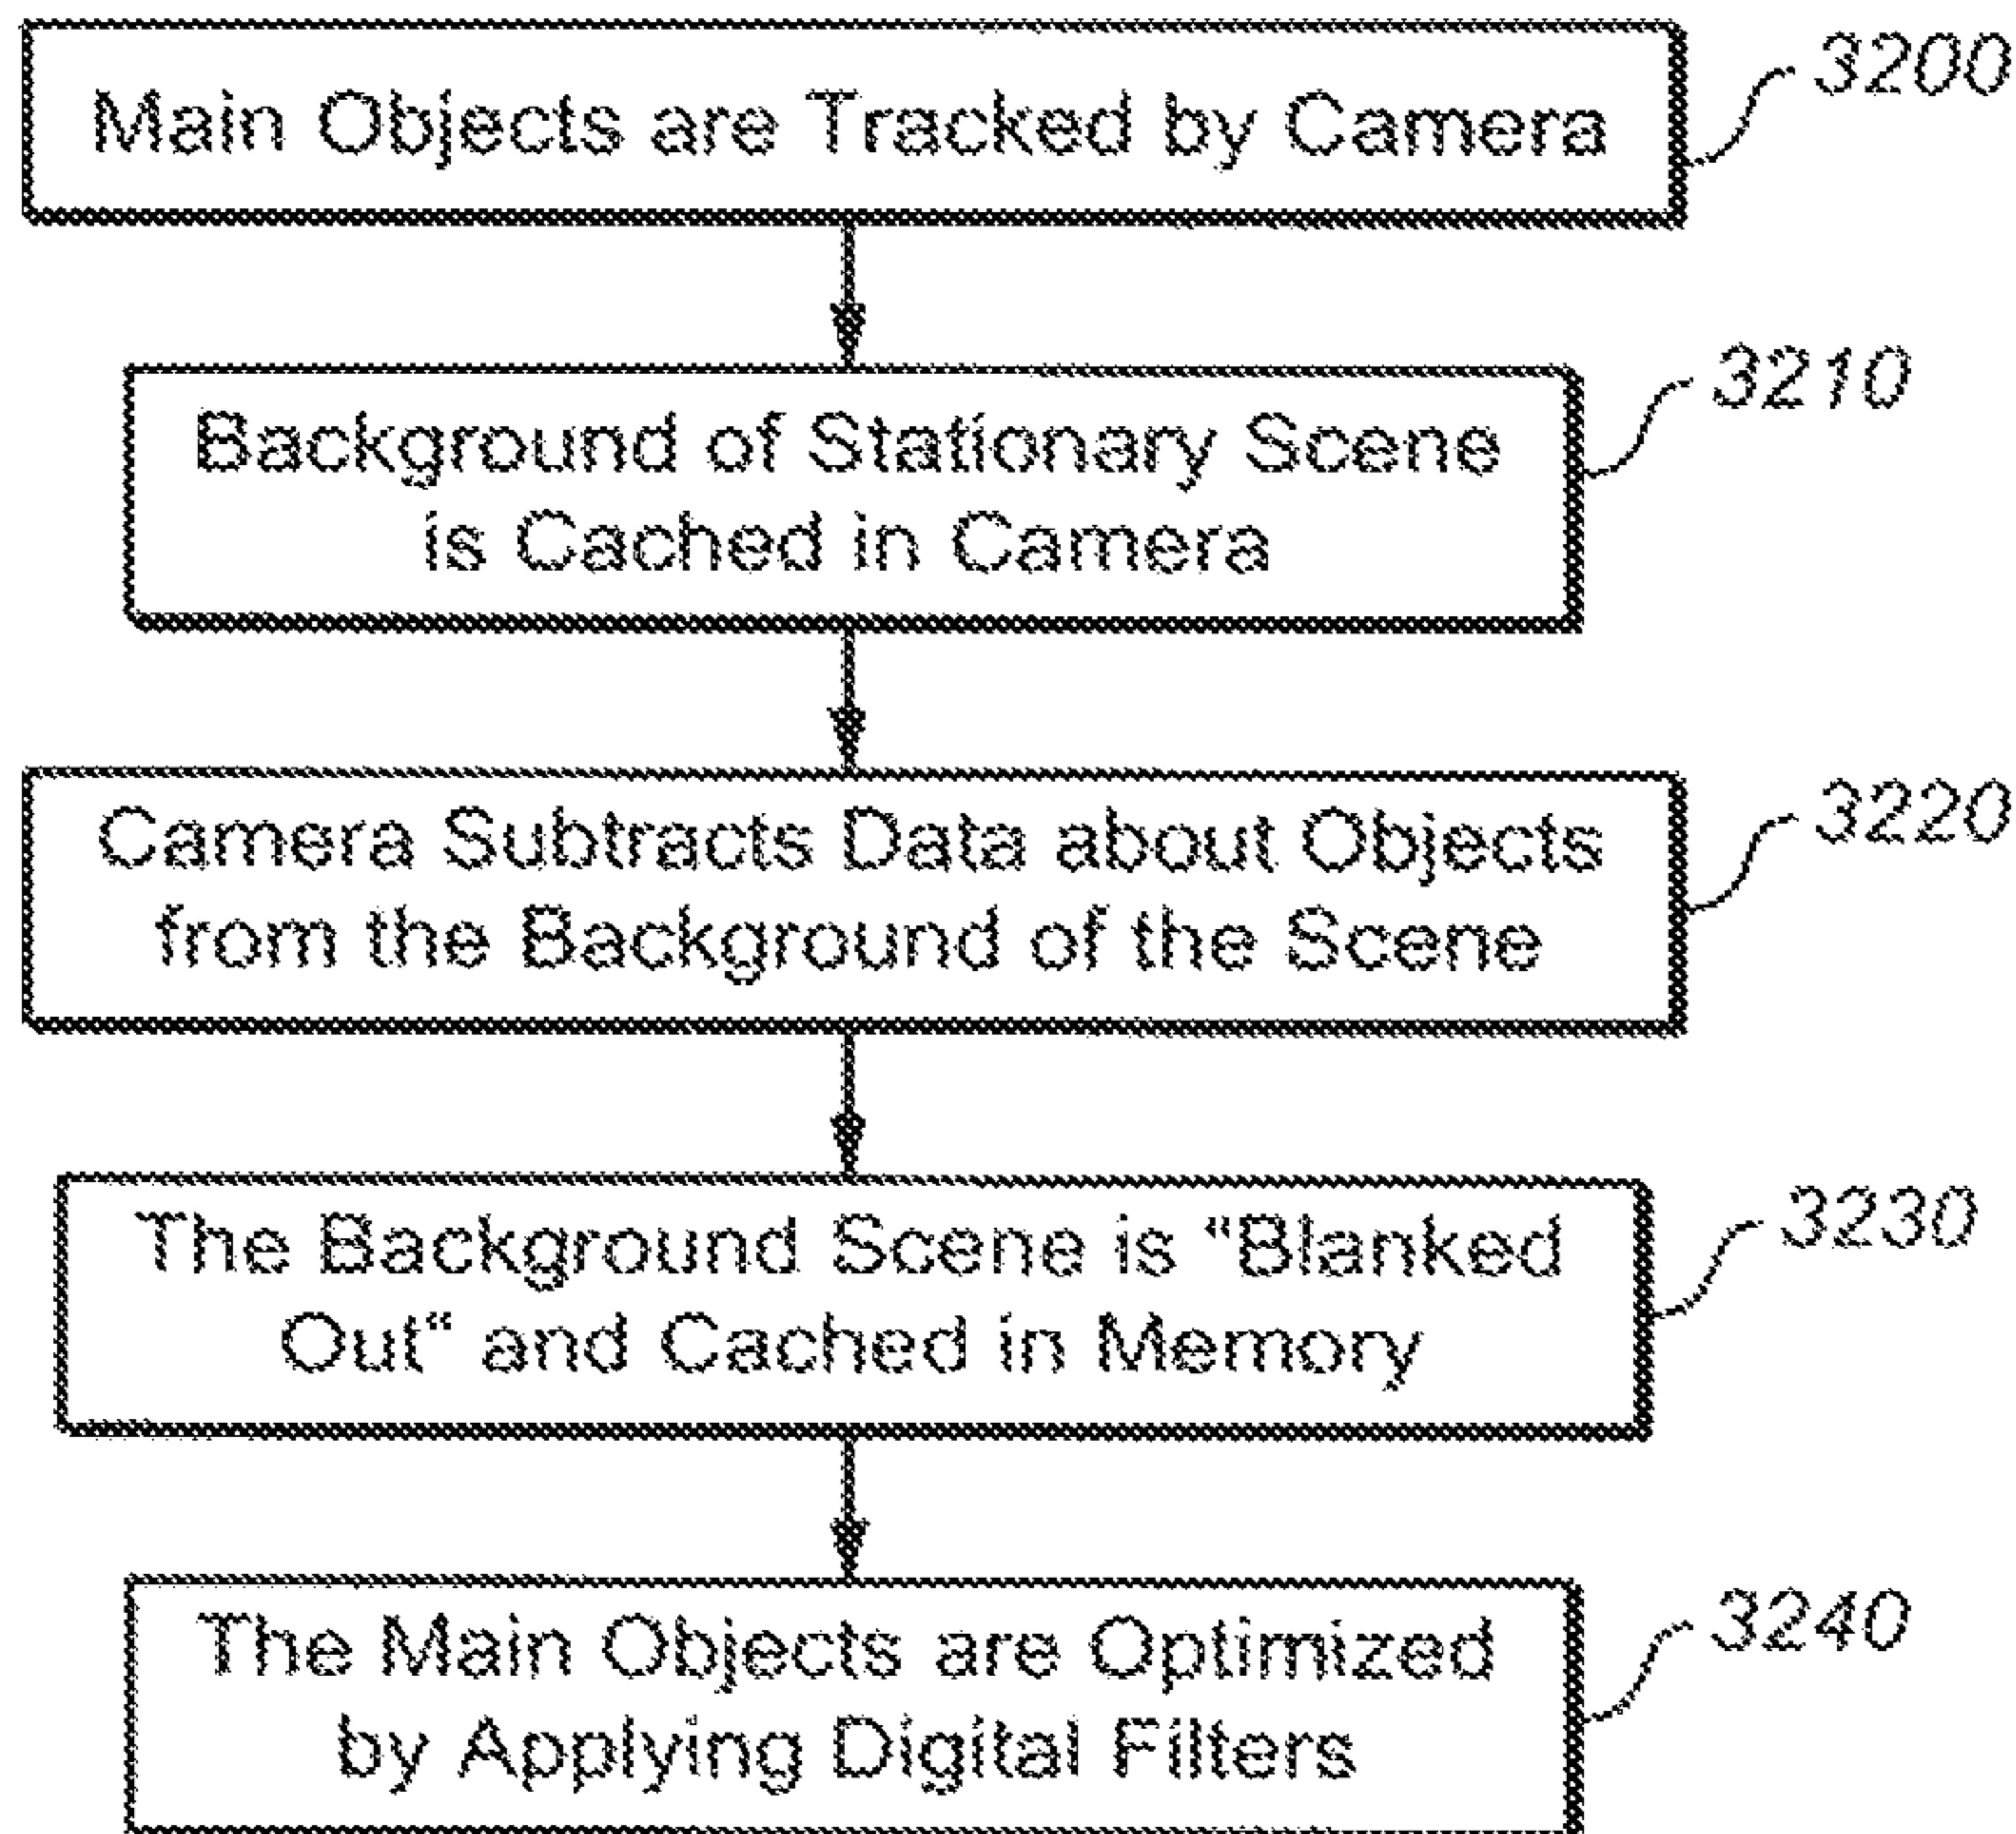 Main Objects are Tracked by Camera
3200
Background of Stationary Scene
is Cached in Camera
3210
Camera Subtracts Data about Objects
from the Background of the Scene
3220
The Background Scene is “Blanked
Out“ and Cached in Memory
3230
The Main Objects are Optimized
by Applying Digital Filters
3240